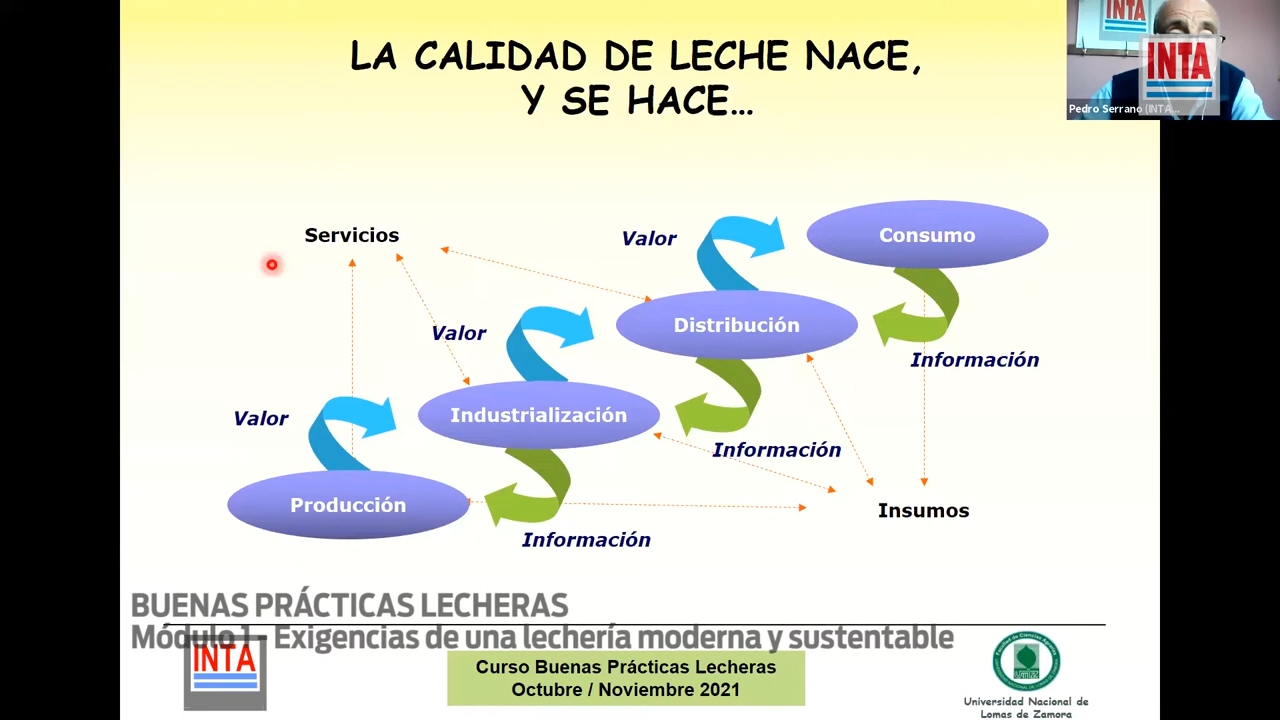 LA CALIDAD DE LECHE NACE,
Y SE HACE…
INTA
INTA
Pedro Serrano (INTA...
Servicios
Valor
Consumo
Valor
Distribución
Información
Valor
Industrialización
Información
Producción
Insumos
Información
BUENAS PRÁCTICAS LECHERAS
Módulo 1 - Exigencias de una lechería moderna y sustentable
INTA
Curso Buenas Prácticas Lecheras
Octubre / Noviembre 2021
Universidad Nacional de
Lomas de Zamora